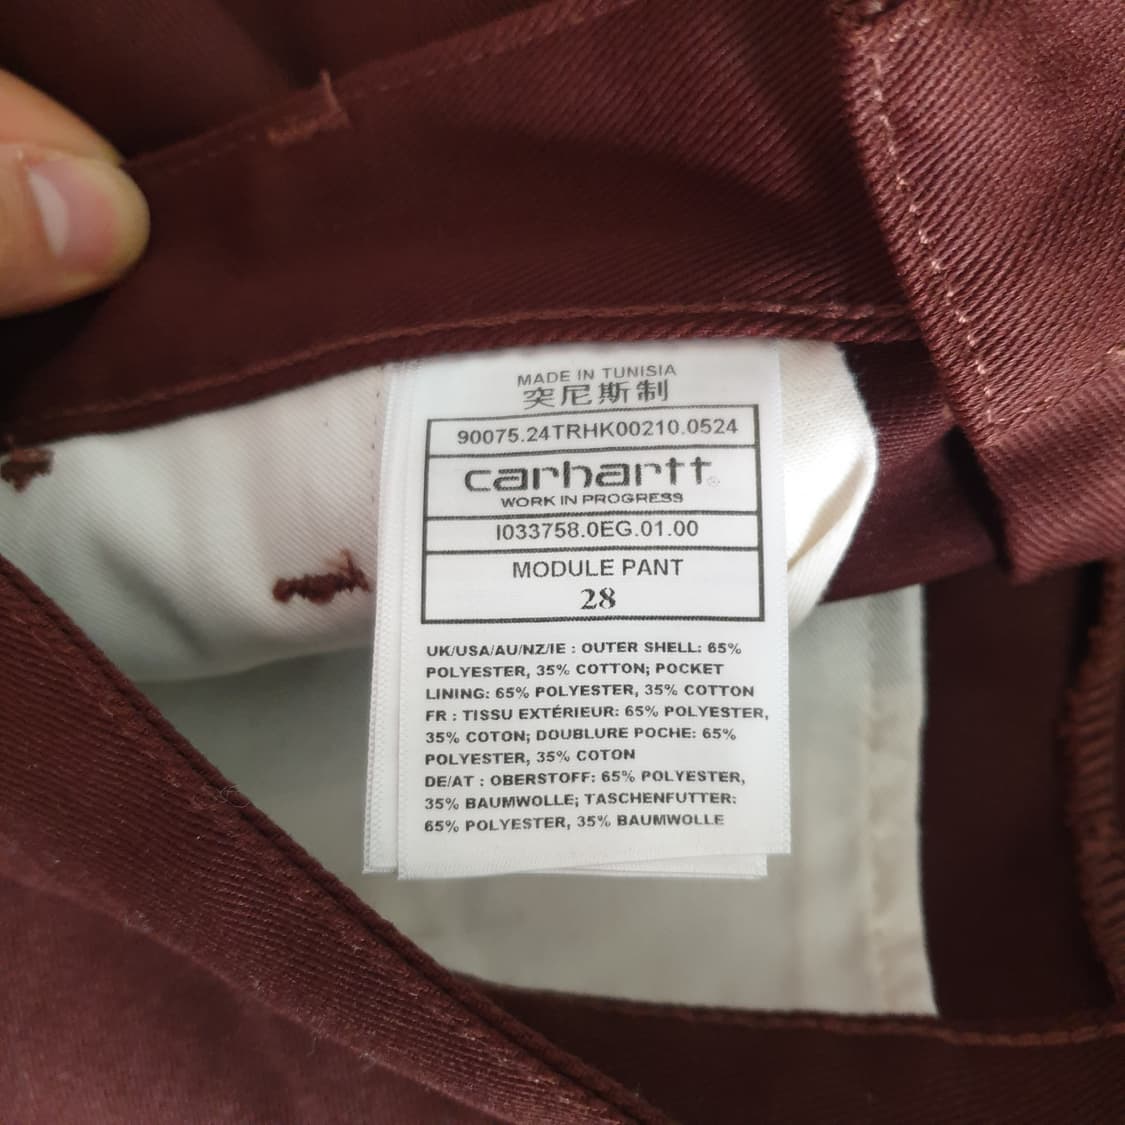 MADE IN TUNISIA
突尼斯制
90075.24TRHK00210.0524
carhartt®
WORK IN PROGRESS
I033758.0EG.01.00
MODULE PANT
28
UK/USA/AU/NZ/IE : OUTER SHELL: 65%
POLYESTER, 35% COTTON; POCKET
LINING: 65% POLYESTER, 35% COTTON
FR : TISSU EXTÉRIEUR: 65% POLYESTER,
35% COTON; DOUBLURE POCHE: 65%
POLYESTER, 35% COTON
DE/AT : OBERSTOFF: 65% POLYESTER,
35% BAUMWOLLE; TASCHENFUTTER:
65% POLYESTER, 35% BAUMWOLLE